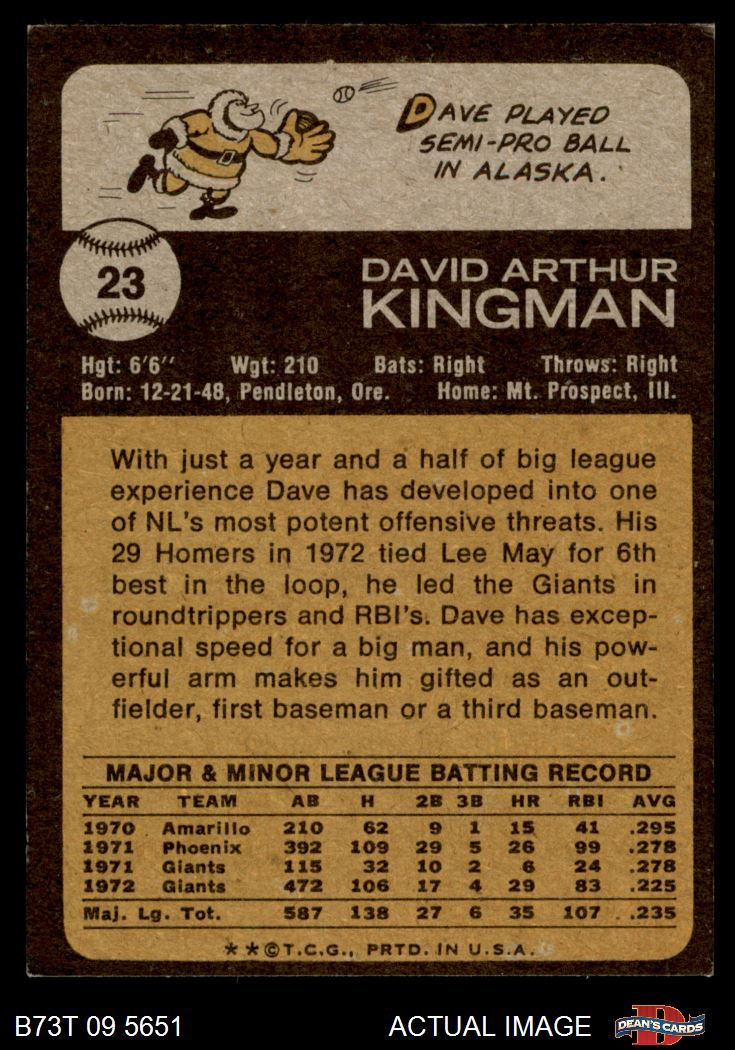 DAVE PLAYED
SEMI-PRO BALL
IN ALASKA.
23
DAVID ARTHUR
KINGMAN
Hgt: 6'6" Wgt: 210 Bats: Right Throws: Right
Born: 12-21-48, Pendleton, Ore. Home: Mt. Prospect, Ill.
With just a year and a half of big league
experience Dave has developed into one
of NL's most potent offensive threats. His
29 Homers in 1972 tied Lee May for 6th
best in the loop, he led the Giants in
roundtrippers and RBI's. Dave has excep-
tional speed for a big man, and his pow-
erful arm makes him gifted as an out-
fielder, first baseman or a third baseman.
MAJOR & MINOR LEAGUE BATTING RECORD
YEAR TEAM AB H 2B 3B HR RBI AVG
1970 Amarillo 210 62 9 1 15 41 .295
1971 Phoenix 392 109 29 5 26 99 .278
1971 Giants 115 32 10 2 6 24 .278
1972 Giants 472 106 17 4 29 83 .225
Maj. Lg. Tot. 587 138 27 6 35 107 .235
**©T.C.G., PRTD. IN U.S.A.
B73T 09 5651 ACTUAL IMAGE DEAN'S CARDS